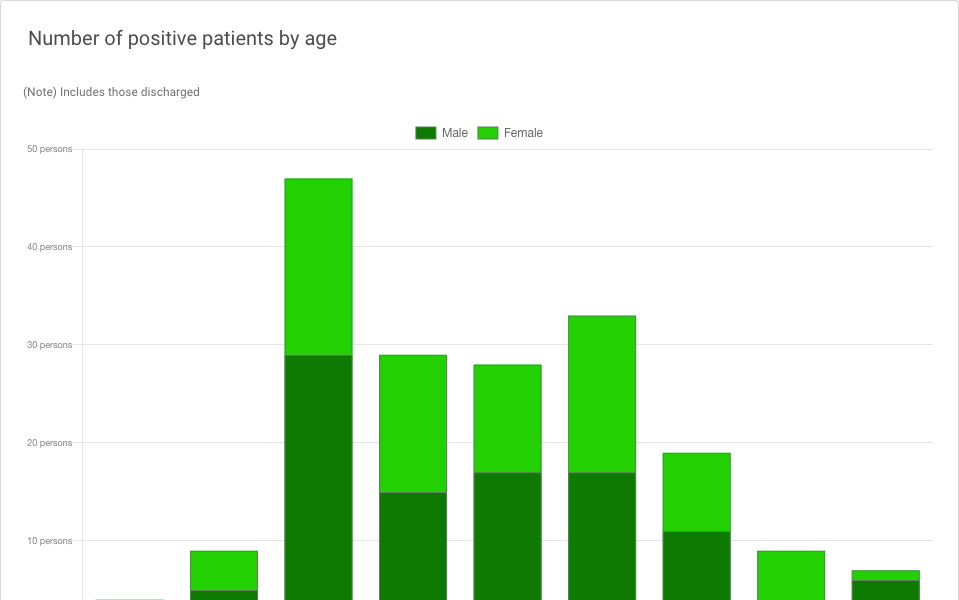 Number of positive patients by age
(Note) Includes those discharged
Male Female
50 persons
40 persons
30 persons
20 persons
10 persons